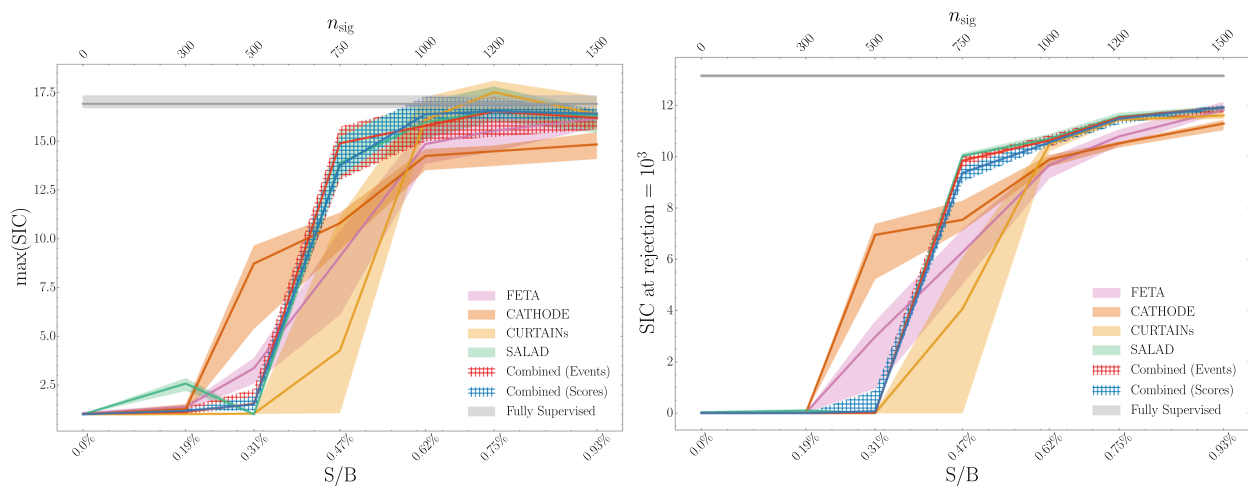 n_sig
0 300 500 750 1000 1200 1500
17.5
15.0
12.5
10.0
7.5
5.0
2.5
max(SIC)
FETA
CATHODE
CURTAINs
SALAD
Combined (Events)
Combined (Scores)
Fully Supervised
0.0% 0.19% 0.31% 0.47% 0.62% 0.75% 0.93%
S/B
n_sig
0 300 500 750 1000 1200 1500
12
10
8
6
4
2
0
SIC at rejection = 10³
FETA
CATHODE
CURTAINs
SALAD
Combined (Events)
Combined (Scores)
Fully Supervised
0.0% 0.19% 0.31% 0.47% 0.62% 0.75% 0.93%
S/B